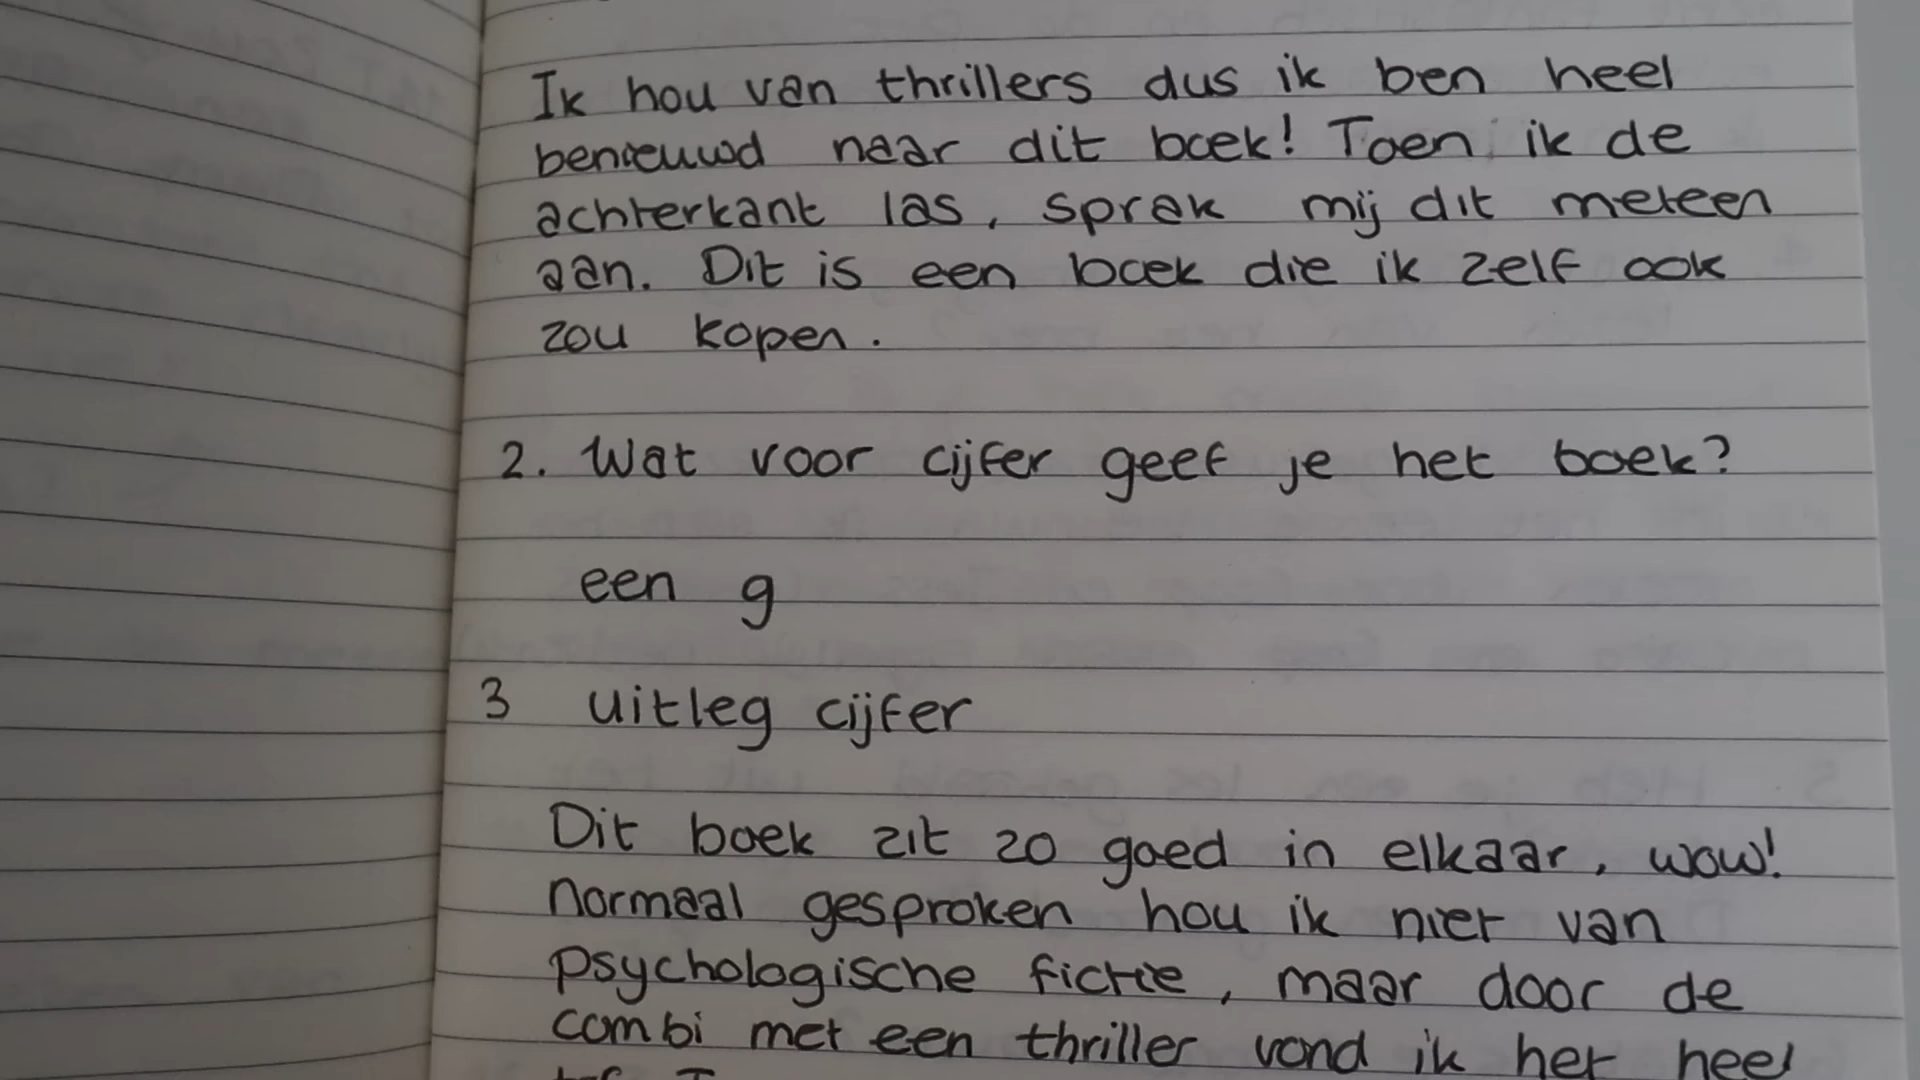 Ik hou van thrillers dus ik ben heel
benieuwd naar dit boek! Toen ik de
achterkant las, sprak mij dit meteen
aan. Dit is een boek die ik zelf ook
zou kopen.
2. Wat voor cijfer geef je het boek?
een 9
3 uitleg cijfer
Dit boek zit zo goed in elkaar, wow!
normaal gesproken hou ik niet van
psychologische fictie, maar door de
combi met een thriller vond ik het heel